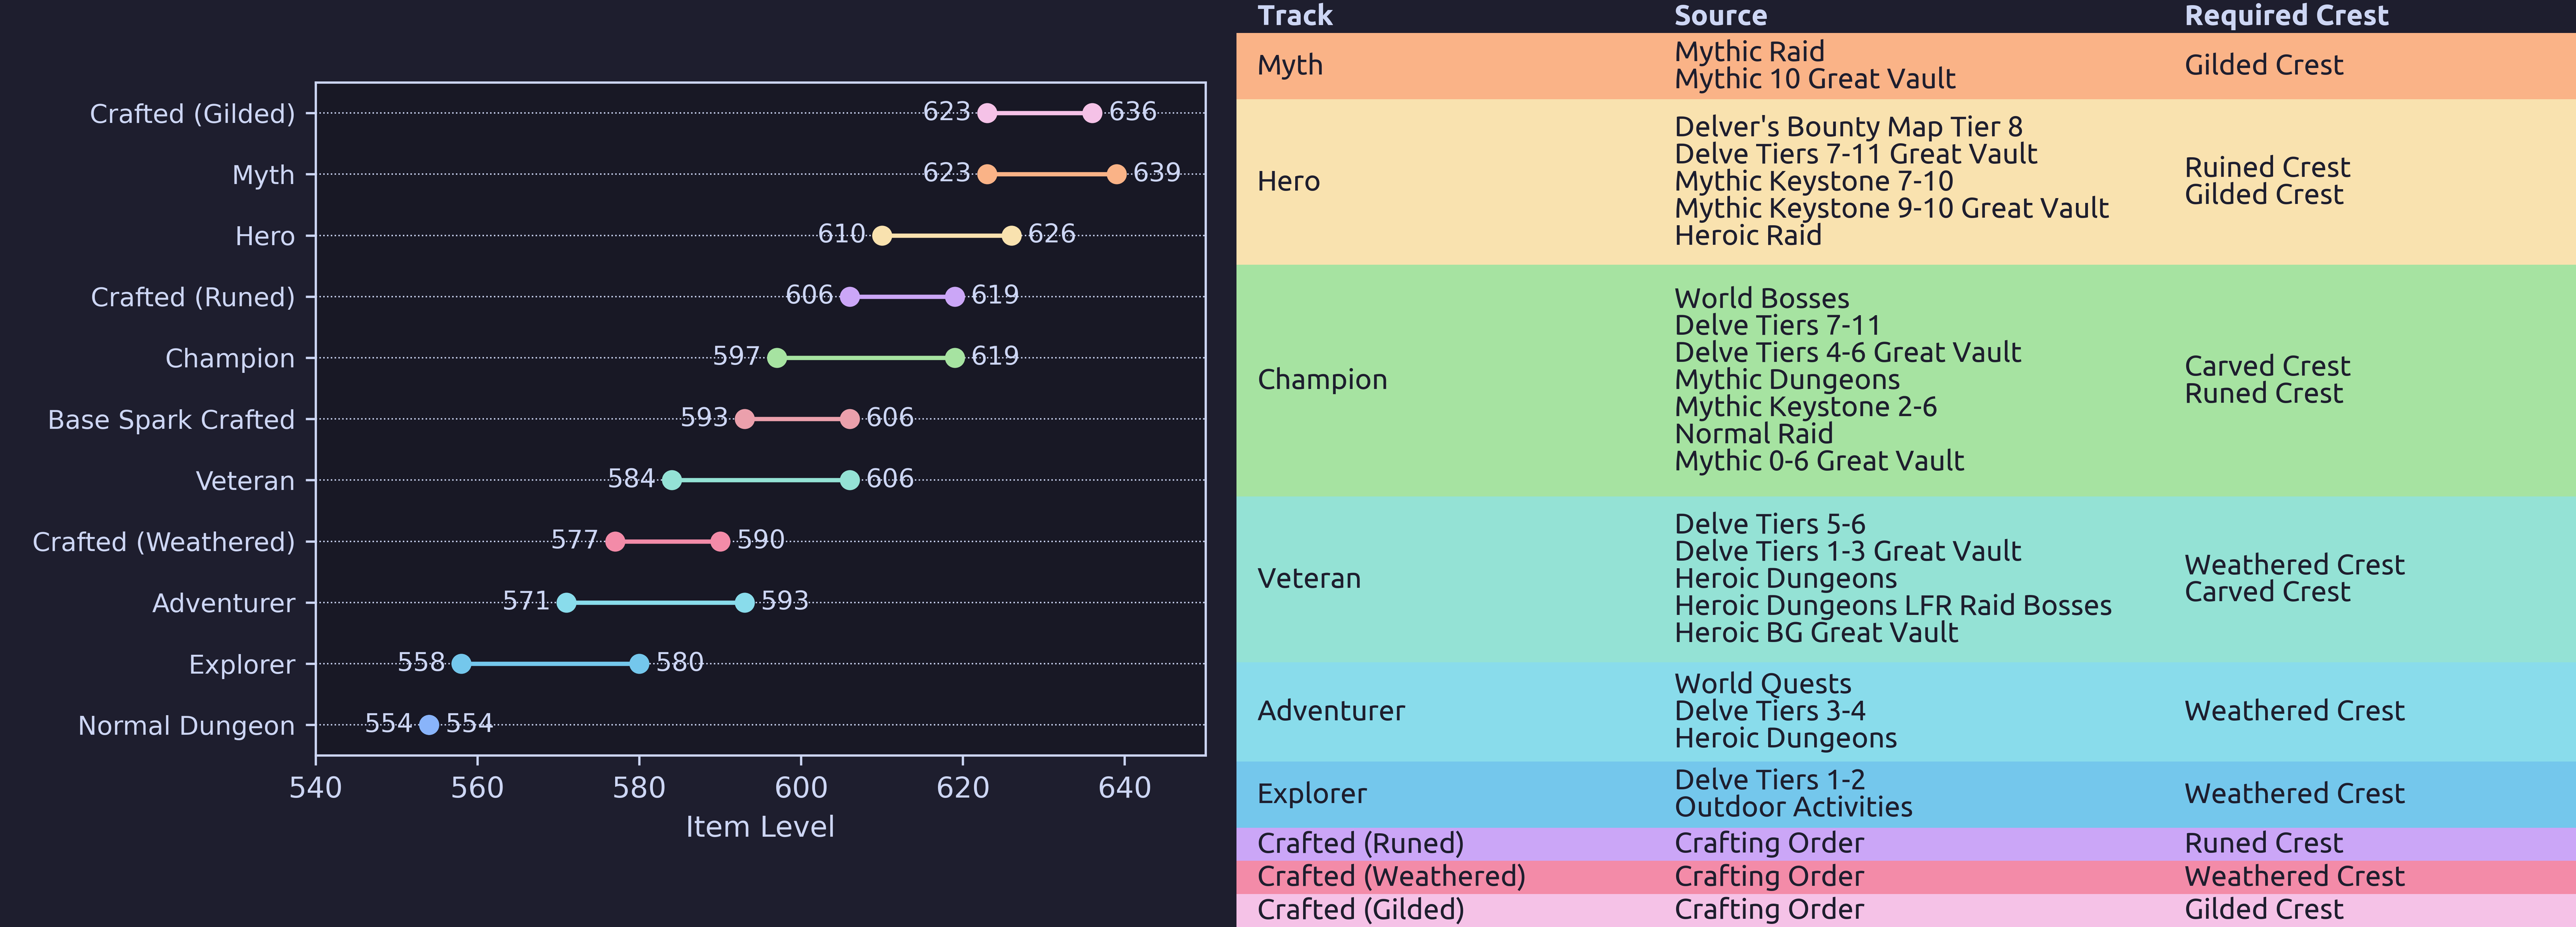 Crafted (Gilded)
623 636
Myth
623 639
Hero
610 626
Crafted (Runed)
606 619
Champion
597 619
Base Spark Crafted
593 606
Veteran
584 606
Crafted (Weathered)
577 590
Adventurer
571 593
Explorer
558 580
Normal Dungeon
554 554
540 560 580 600 620 640
Item Level
Track Source Required Crest
Myth
Mythic Raid
Mythic 10 Great Vault
Gilded Crest
Hero
Delver's Bounty Map Tier 8
Delve Tiers 7-11 Great Vault
Mythic Keystone 7-10
Mythic Keystone 9-10 Great Vault
Heroic Raid
Ruined Crest
Gilded Crest
Champion
World Bosses
Delve Tiers 7-11
Delve Tiers 4-6 Great Vault
Mythic Dungeons
Mythic Keystone 2-6
Normal Raid
Mythic 0-6 Great Vault
Carved Crest
Runed Crest
Veteran
Delve Tiers 5-6
Delve Tiers 1-3 Great Vault
Heroic Dungeons
Heroic Dungeons LFR Raid Bosses
Heroic BG Great Vault
Weathered Crest
Carved Crest
Adventurer
World Quests
Delve Tiers 3-4
Heroic Dungeons
Weathered Crest
Explorer
Delve Tiers 1-2
Outdoor Activities
Weathered Crest
Crafted (Runed) Crafting Order Runed Crest
Crafted (Weathered) Crafting Order Weathered Crest
Crafted (Gilded) Crafting Order Gilded Crest